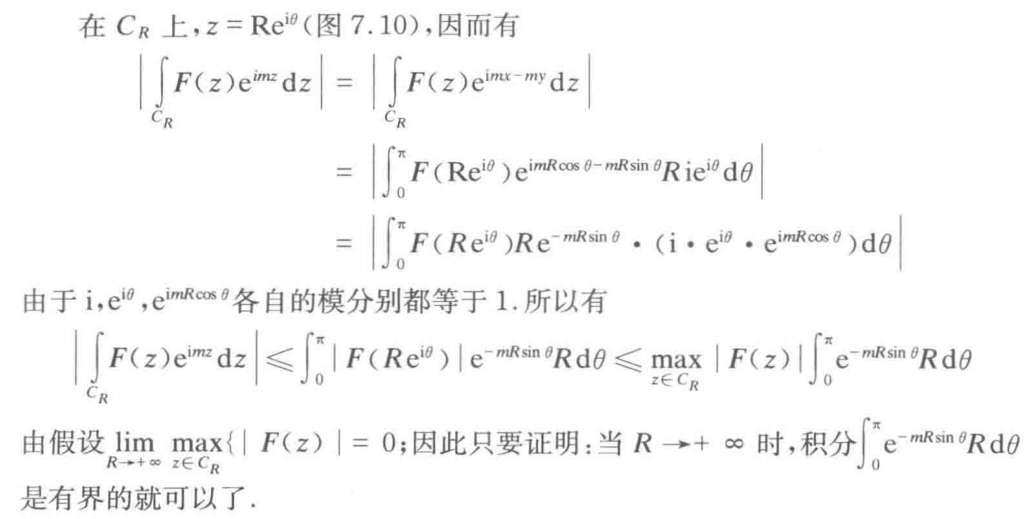 在 $C_R$ 上,$z = \mathrm{Re}^{\mathrm{i}\theta}$(图 7.10),因而有
$\left| \int_{C_R} F(z)\mathrm{e}^{imz}\mathrm{d}z \right| = \left| \int_{C_R} F(z)\mathrm{e}^{\mathrm{i}mx-my}\mathrm{d}z \right|$
$= \left| \int_0^{\pi} F(\mathrm{Re}^{\mathrm{i}\theta})\mathrm{e}^{\mathrm{i}mR\cos\theta-mR\sin\theta}R\mathrm{i}\mathrm{e}^{\mathrm{i}\theta}\mathrm{d}\theta \right|$
$= \left| \int_0^{\pi} F(R\mathrm{e}^{\mathrm{i}\theta})R\mathrm{e}^{-mR\sin\theta} \cdot (\mathrm{i} \cdot \mathrm{e}^{\mathrm{i}\theta} \cdot \mathrm{e}^{\mathrm{i}mR\cos\theta})\mathrm{d}\theta \right|$
由于 $\mathrm{i},\mathrm{e}^{\mathrm{i}\theta},\mathrm{e}^{\mathrm{i}mR\cos\theta}$各自的模分别都等于 1.所以有
$\left| \int_{C_R} F(z)\mathrm{e}^{imz}\mathrm{d}z \right| \leqslant \int_0^{\pi} | F(R\mathrm{e}^{\mathrm{i}\theta}) | \mathrm{e}^{-mR\sin\theta}R\mathrm{d}\theta \leqslant \max_{z \in C_R} | F(z) | \int_0^{\pi} \mathrm{e}^{-mR\sin\theta}R\mathrm{d}\theta$
由假设 $\lim_{R \to +\infty} \max_{z \in C_R} \{ | F(z) | = 0$;因此只要证明:当 $R \to +\infty$ 时,积分$\int_0^{\pi} \mathrm{e}^{-mR\sin\theta}R\mathrm{d}\theta$
是有界的就可以了.